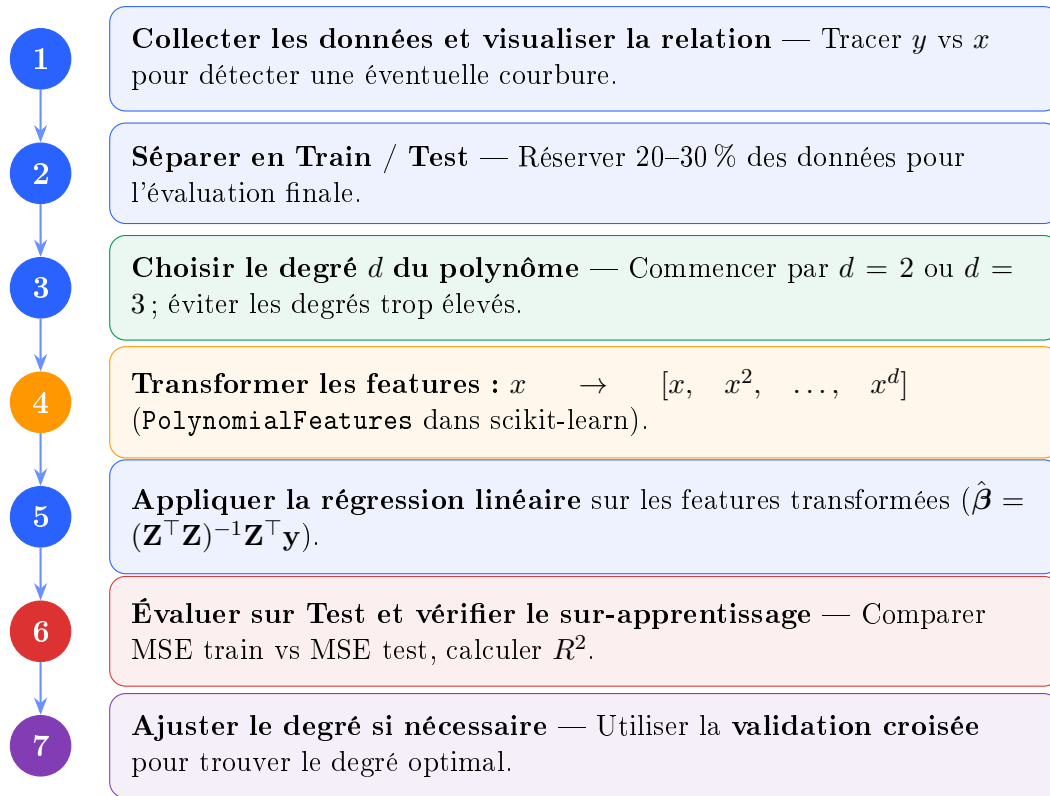 1
Collecter les données et visualiser la relation — Tracer y vs x
pour détecter une éventuelle courbure.
2
Séparer en Train / Test — Réserver 20–30 % des données pour
l'évaluation finale.
3
Choisir le degré d du polynôme — Commencer par d = 2 ou d =
3 ; éviter les degrés trop élevés.
4
Transformer les features : x → [x, x², …, xᵈ]
(PolynomialFeatures dans scikit-learn).
5
Appliquer la régression linéaire sur les features transformées (β̂ =
(Z⊤Z)⁻¹Z⊤y).
6
Évaluer sur Test et vérifier le sur-apprentissage — Comparer
MSE train vs MSE test, calculer R².
7
Ajuster le degré si nécessaire — Utiliser la validation croisée
pour trouver le degré optimal.